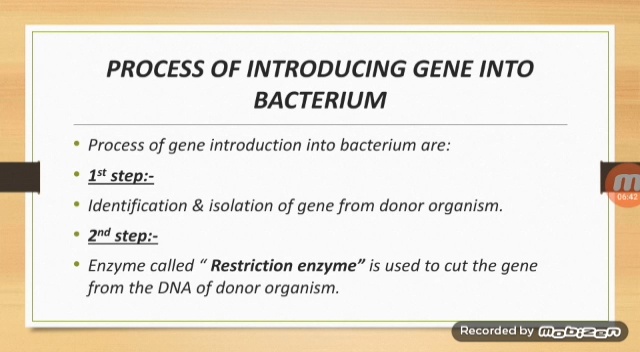 PROCESS OF INTRODUCING GENE INTO
BACTERIUM
• Process of gene introduction into bacterium are:
• 1st step:-
• Identification & isolation of gene from donor organism.
• 2nd step:-
• Enzyme called “ Restriction enzyme” is used to cut the gene
from the DNA of donor organism.
m
06:42
Recorded by mobizen